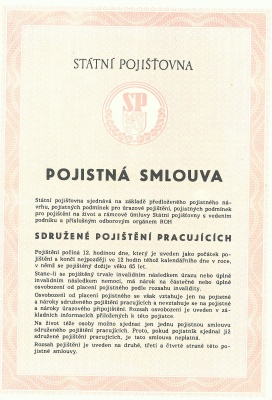 STÁTNÍ POJIŠŤOVNA
SP
POJISTNÁ SMLOUVA
Státní pojišťovna sjednává na základě předloženého pojistného ná-
vrhu, pojistných podmínek pro úrazové pojištění, pojistných podmínek
pro pojištění na život a rámcové úmluvy Státní pojišťovny s vedením
podniku a příslušným odborovým orgánem ROH
SDRUŽENÉ POJIŠTĚNÍ PRACUJÍCÍCH
Pojištění počíná 12. hodinou dne, který je uveden jako počátek po-
jištění a končí nejpozději ve 12 hodin téhož kalendářního dne v roce,
v němž se pojištěný dožije věku 65 let.
Stane-li se pojištěný trvale invalidním následkem úrazu nebo úplně
invalidním následkem nemoci, má nárok na částečné nebo úplné
osvobození od placení pojistného podle rozsahu invalidity.
Osvobození od placení pojistného se však vztahuje jen na pojistné
a nároky sdruženého pojištění pracujících a nevztahuje se na pojistné
a nároky úrazového připojištění. Rozsah osvobození je uveden v zá-
kladních informacích přiložených k této pojistce.
Na život téže osoby možno sjednat jen jednu pojistnou smlouvu
sdruženého pojištění pracujících. Proto, pokud pojistník sjednal již
sdružené pojištění pracujících, je tato smlouva neplatná.
Rozsah pojištění je uveden na druhé, třetí a čtvrté straně této po-
jistné smlouvy.